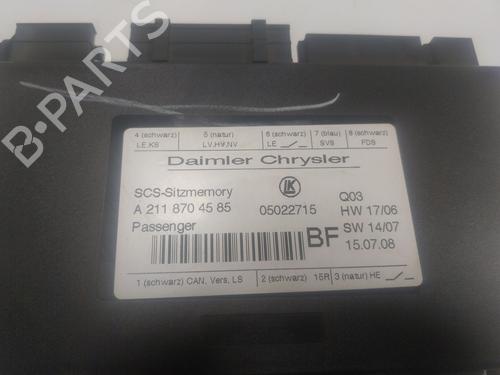 B-PARTS
4 (schwarz) 5 (natur) 6 (schwarz) 7 (blau) 8 (schwarz)
LE,KS LV,HV,NV LE SVS FDS
Daimler Chrysler
SCS-Sitzmemory LK Q03
A 211 870 45 85 05022715 HW 17/06
Passenger BF SW 14/07
15.07.08
1 (schwarz) CAN, Vers, LS 2 (schwarz) 15R 3 (natur) HE